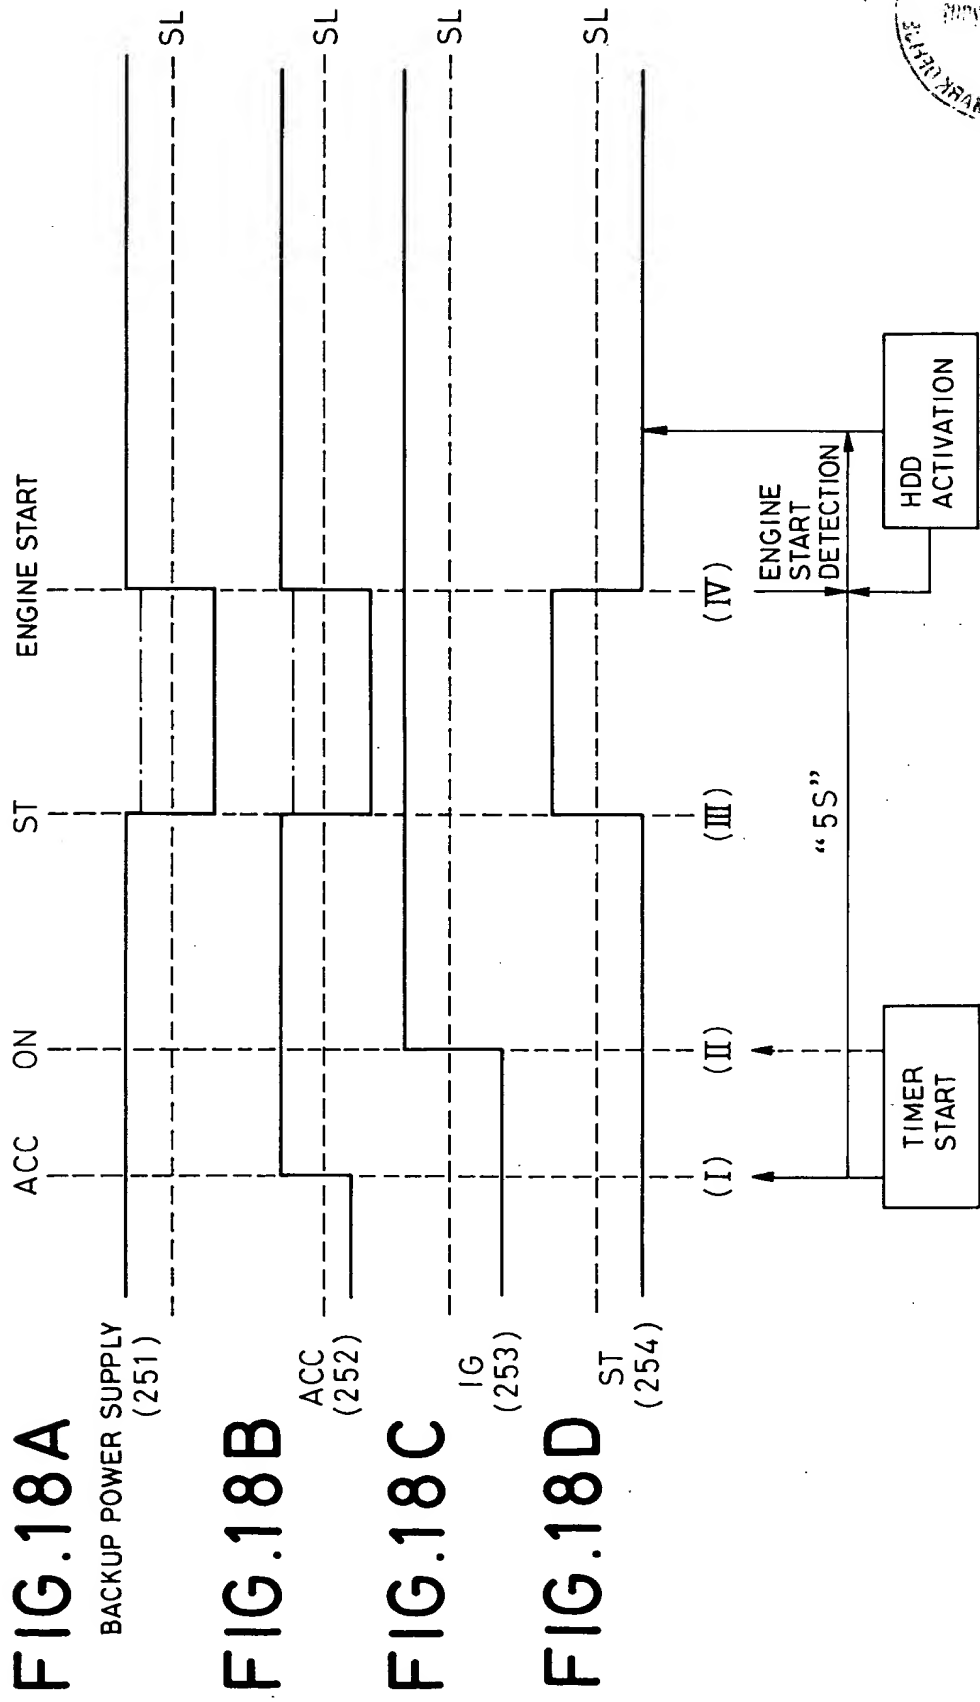 FIG.18A
BACKUP POWER SUPPLY
(251)
ACC
ON
ST
ENGINE START
SL
FIG.18B
ACC
(252)
SL
FIG.18C
IG
(253)
SL
FIG.18D
ST
(254)
SL
(I)
(II)
(III)
(IV)
"5S"
ENGINE
START
DETECTION
TIMER
START
HDD
ACTIVATION